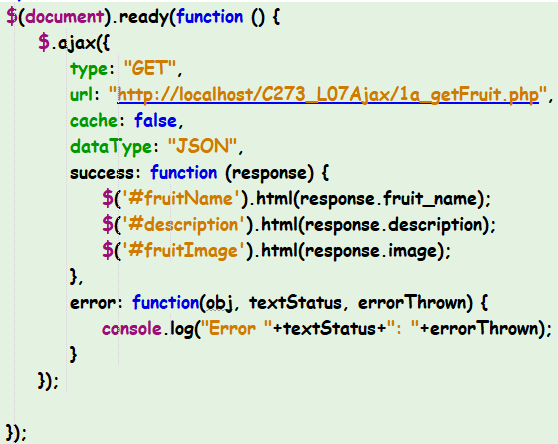 $(document).ready(function () {
$.ajax({
type: "GET",
url: "http://localhost/C273_L07Ajax/1a_getFruit.php",
cache: false,
dataType: "JSON",
success: function (response) {
$('#fruitName').html(response.fruit_name);
$('#description').html(response.description);
$('#fruitImage').html(response.image);
},
error: function(obj, textStatus, errorThrown) {
console.log("Error "+textStatus+": "+errorThrown);
}
});
});